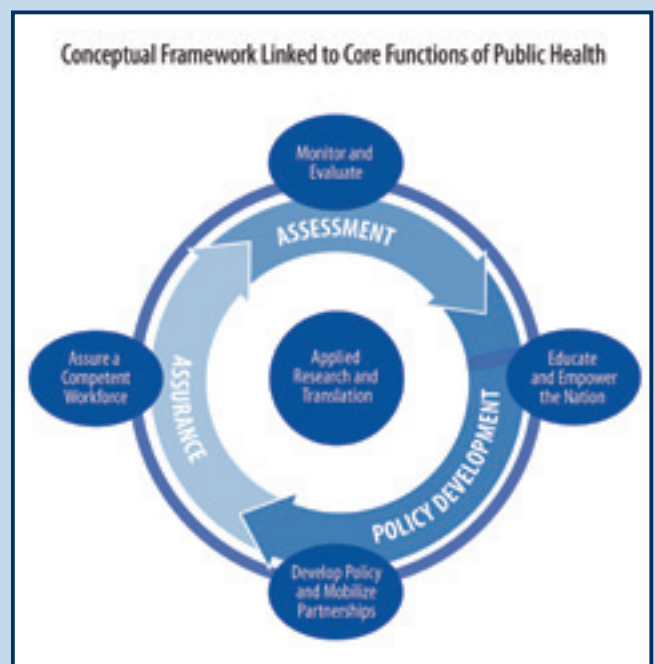 Conceptual Framework Linked to Core Functions of Public Health
Monitor and
Evaluate
ASSESSMENT
Assure a
Competent
Workforce
ASSURANCE
Applied
Research and
Translation
Educate
and Empower
the Nation
POLICY DEVELOPMENT
Develop Policy
and Mobilize
Partnerships